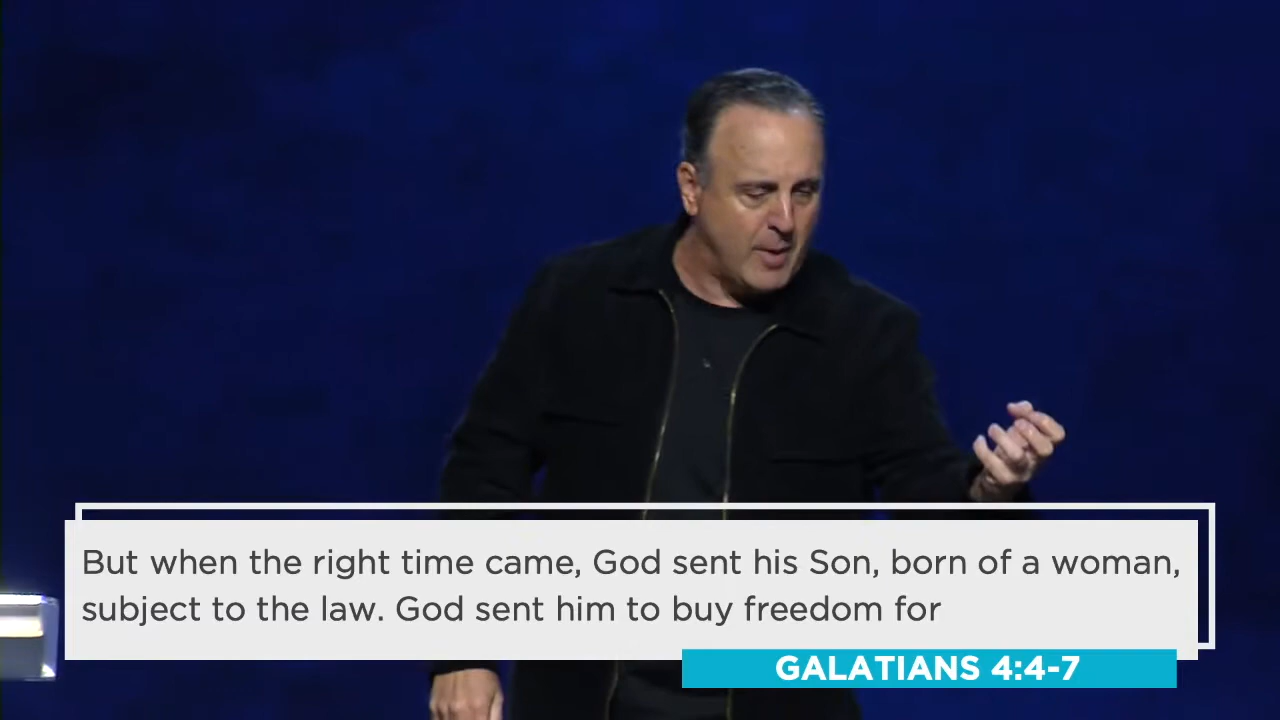 But when the right time came, God sent his Son, born of a woman,
subject to the law. God sent him to buy freedom for
GALATIANS 4:4-7